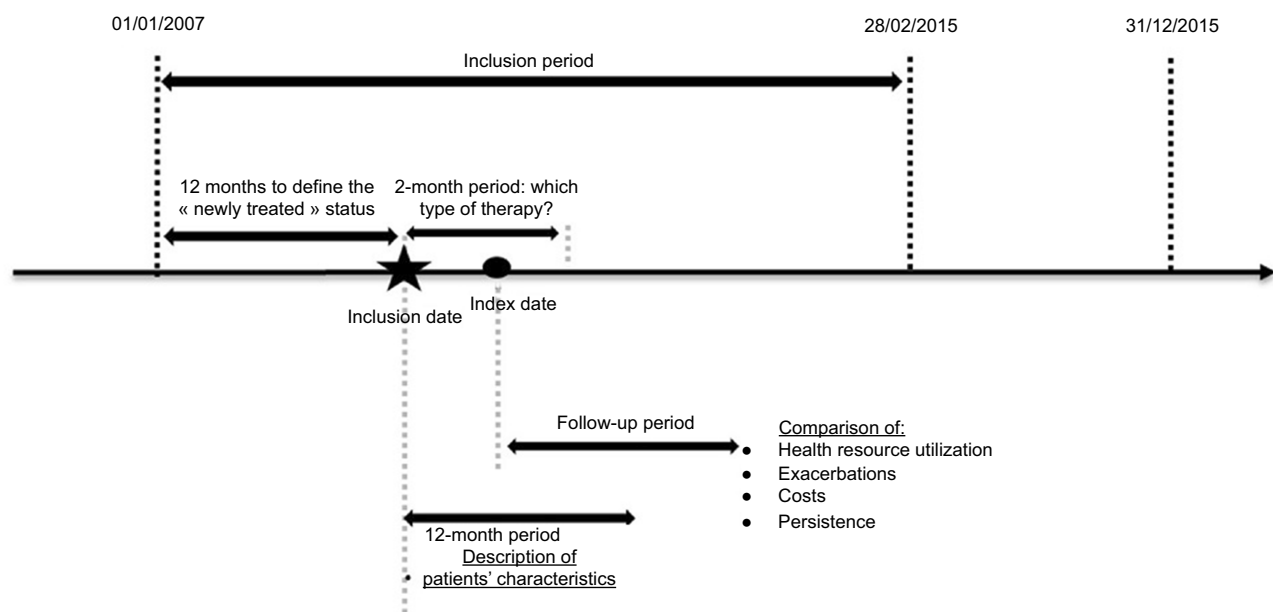 01/01/2007
28/02/2015
31/12/2015
Inclusion period
12 months to define the
« newly treated » status
2-month period: which
type of therapy?
Inclusion date
Index date
Follow-up period
Comparison of:
• Health resource utilization
• Exacerbations
• Costs
• Persistence
12-month period
Description of
• patients' characteristics